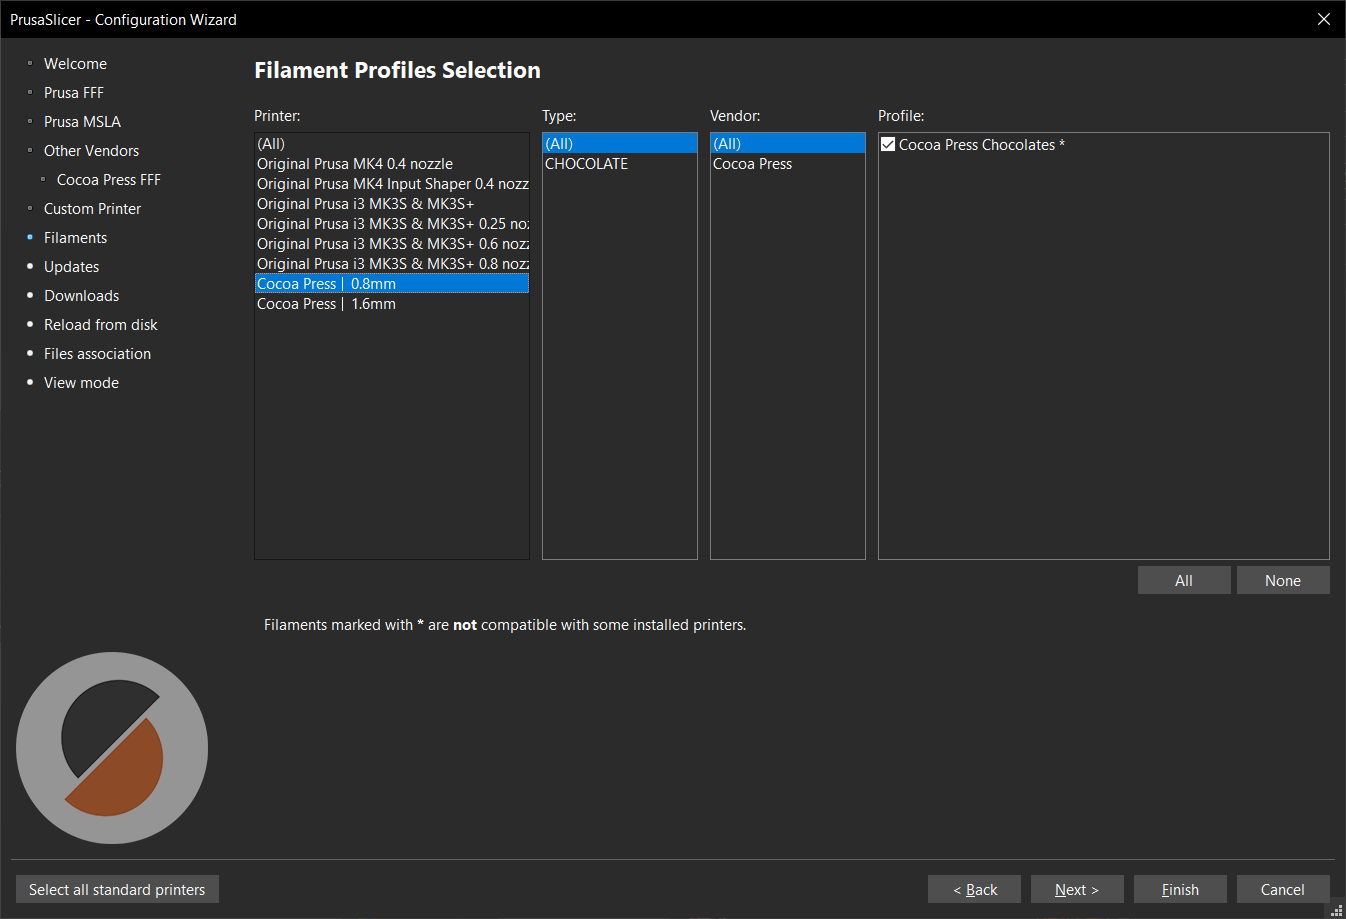 PrusaSlicer - Configuration Wizard
Welcome
Prusa FFF
Prusa MSLA
Other Vendors
Cocoa Press FFF
Custom Printer
Filaments
Updates
Downloads
Reload from disk
Files association
View mode
Filament Profiles Selection
Printer:
(All)
Original Prusa MK4 0.4 nozzle
Original Prusa MK4 Input Shaper 0.4 nozz
Original Prusa i3 MK3S & MK3S+
Original Prusa i3 MK3S & MK3S+ 0.25 noz
Original Prusa i3 MK3S & MK3S+ 0.6 nozz
Original Prusa i3 MK3S & MK3S+ 0.8 nozz
Cocoa Press | 0.8mm
Cocoa Press | 1.6mm
Type:
(All)
CHOCOLATE
Vendor:
(All)
Cocoa Press
Profile:
Cocoa Press Chocolates *
All
None
Filaments marked with * are not compatible with some installed printers.
Select all standard printers
< Back
Next >
Finish
Cancel